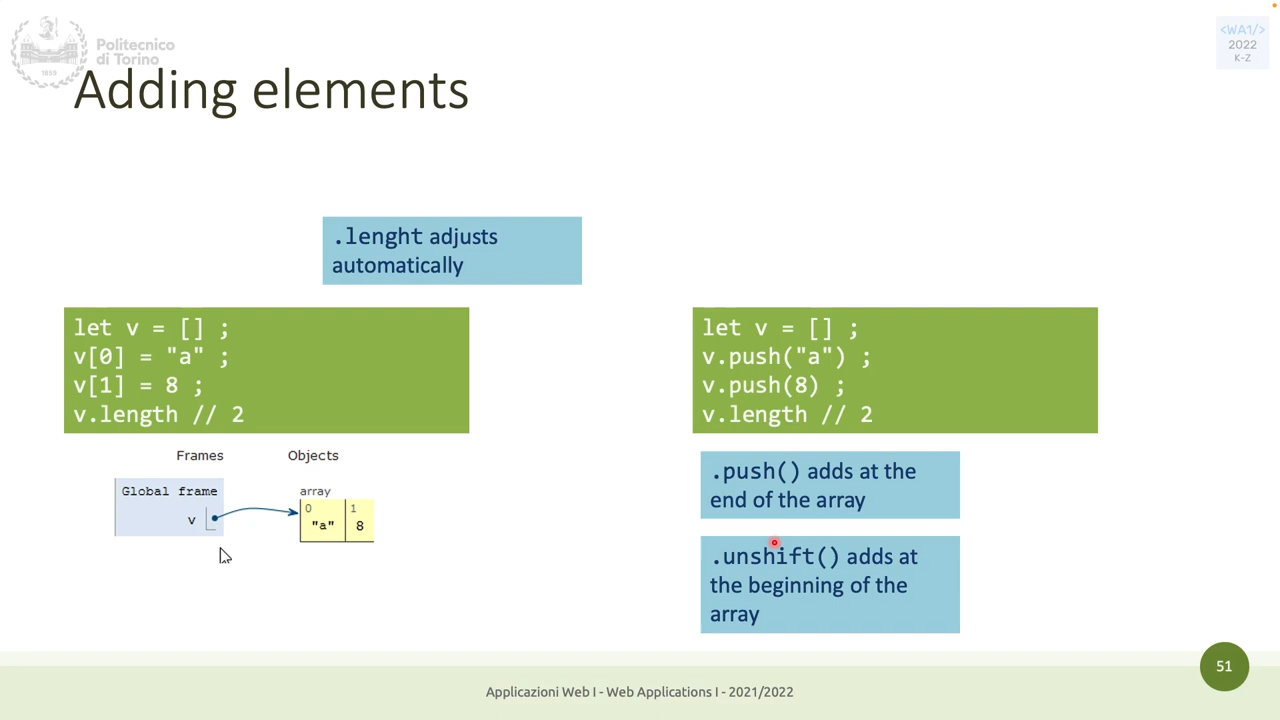 Politecnico
di Torino
1859
<WA1/>
2022
K-Z
Adding elements
.lenght adjusts
automatically
let v = [] ;
v[0] = "a" ;
v[1] = 8 ;
v.length // 2
Frames
Objects
Global frame
v
array
0
1
"a"
8
let v = [] ;
v.push("a") ;
v.push(8) ;
v.length // 2
.push() adds at the
end of the array
.unshift() adds at
the beginning of the
array
51
Applicazioni Web I - Web Applications I - 2021/2022